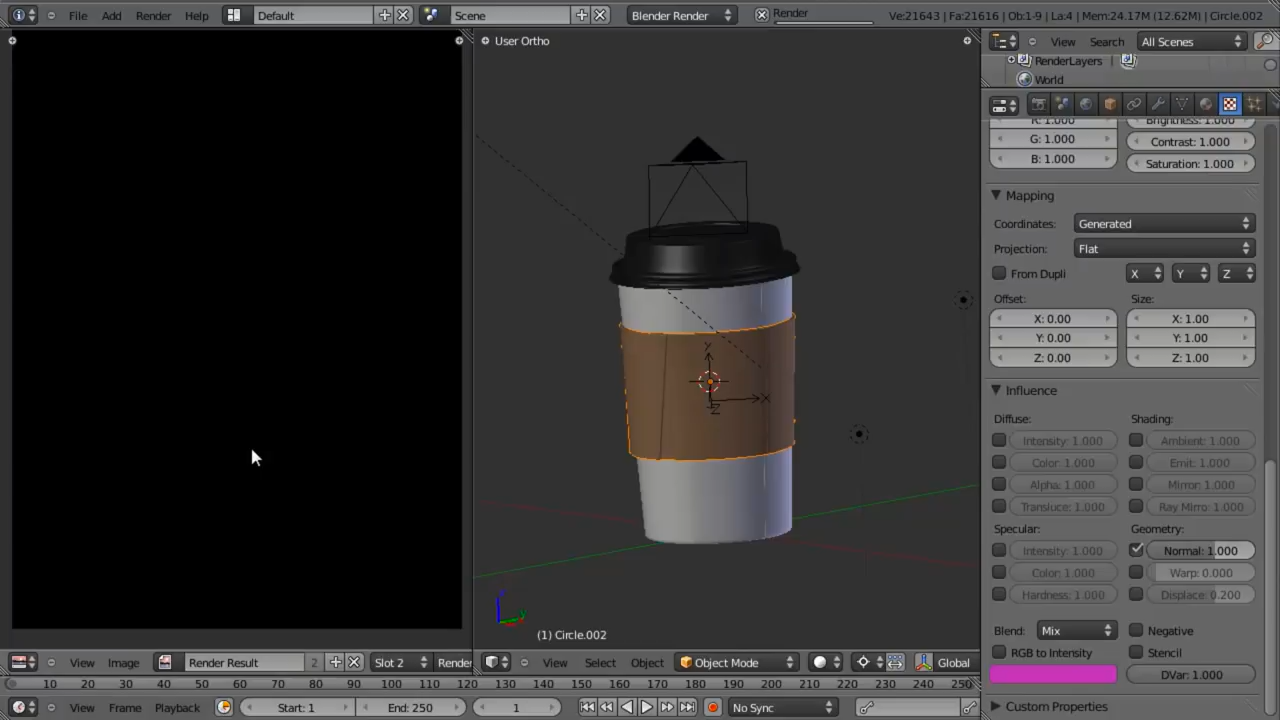 File Add Render Help Default Scene Blender Render Render Ve:21643 | Fa:21616 | Ob:1-9 | La:4 | Mem:24.17M (12.62M) | Circle.002
User Ortho
View Search All Scenes
RenderLayers |
World
R: 1.000 Brightness: 1.000
G: 1.000 Contrast: 1.000
B: 1.000 Saturation: 1.000
Mapping
Coordinates: Generated
Projection: Flat
From Dupli X Y Z
Offset: Size:
X: 0.00 X: 1.00
Y: 0.00 Y: 1.00
Z: 0.00 Z: 1.00
Influence
Diffuse: Shading:
Intensity: 1.000 Ambient: 1.000
Color: 1.000 Emit: 1.000
Alpha: 1.000 Mirror: 1.000
Transluce: 1.000 Ray Mirro: 1.000
Specular: Geometry:
Intensity: 1.000 Normal: 1.000
Color: 1.000 Warp: 0.000
Hardness: 1.000 Displace: 0.200
Blend: Mix Negative
RGB to Intensity Stencil
DVar: 1.000
Custom Properties
Y
X
Z
(1) Circle.002
View Image Render Result 2 Slot 2 Render
View Select Object Object Mode Global
10 20 30 40 50 60 70 80 90 100 110 120 130 140 150 160 170 180 190 200 210 220 230 240 250
View Frame Playback Start: 1 End: 250 1 No Sync